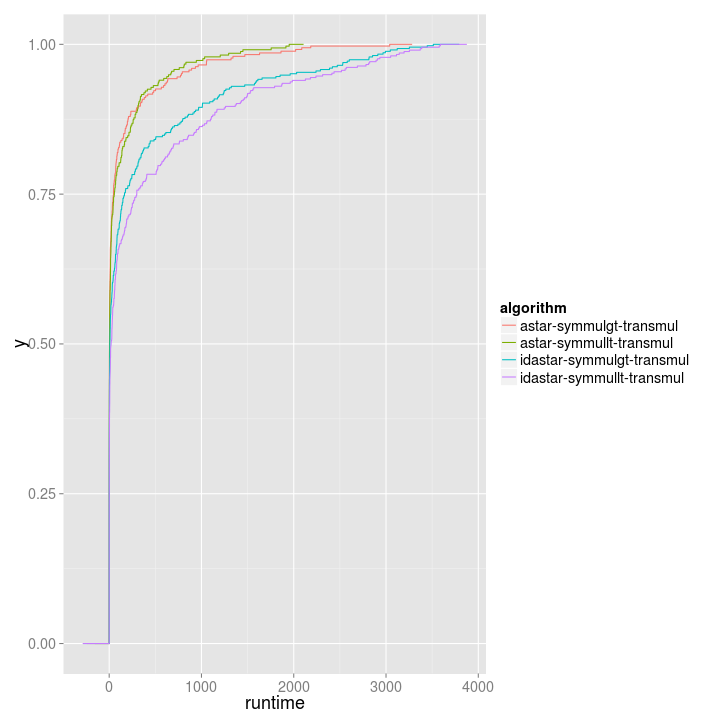 1.00
0.75
0.50
0.25
0.00
y
0 1000 2000 3000 4000
runtime
algorithm
astar-symmulgt-transmul
astar-symmullt-transmul
idastar-symmulgt-transmul
idastar-symmullt-transmul